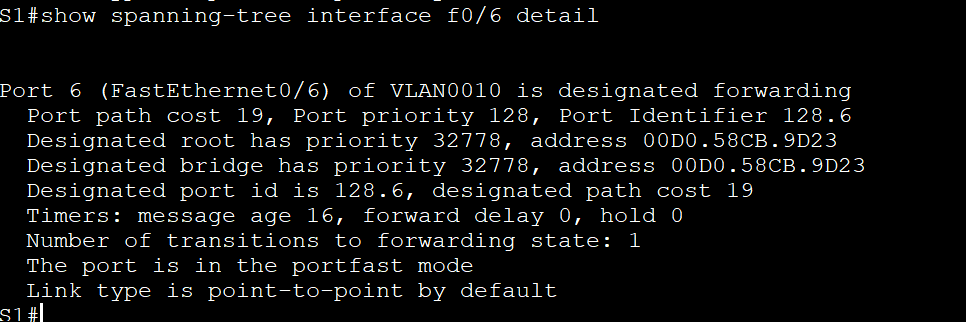 S1#show spanning-tree interface f0/6 detail
Port 6 (FastEthernet0/6) of VLAN0010 is designated forwarding
Port path cost 19, Port priority 128, Port Identifier 128.6
Designated root has priority 32778, address 00D0.58CB.9D23
Designated bridge has priority 32778, address 00D0.58CB.9D23
Designated port id is 128.6, designated path cost 19
Timers: message age 16, forward delay 0, hold 0
Number of transitions to forwarding state: 1
The port is in the portfast mode
Link type is point-to-point by default
S1#